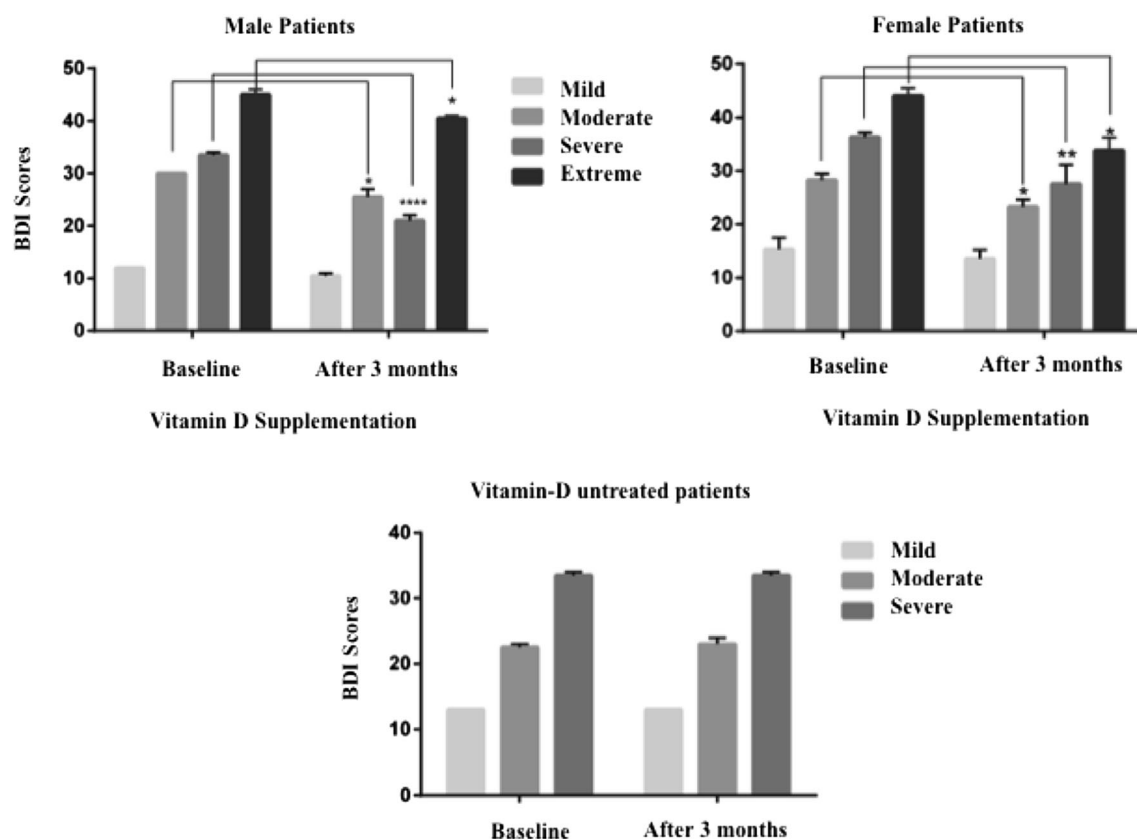 Male Patients
BDI Scores
50
40
30
20
10
0
*
****
*
Baseline
After 3 months
Vitamin D Supplementation
Mild
Moderate
Severe
Extreme
Female Patients
50
40
30
20
10
0
*
**
*
Baseline
After 3 months
Vitamin D Supplementation
Vitamin-D untreated patients
BDI Scores
40
30
20
10
0
Baseline
After 3 months
Mild
Moderate
Severe